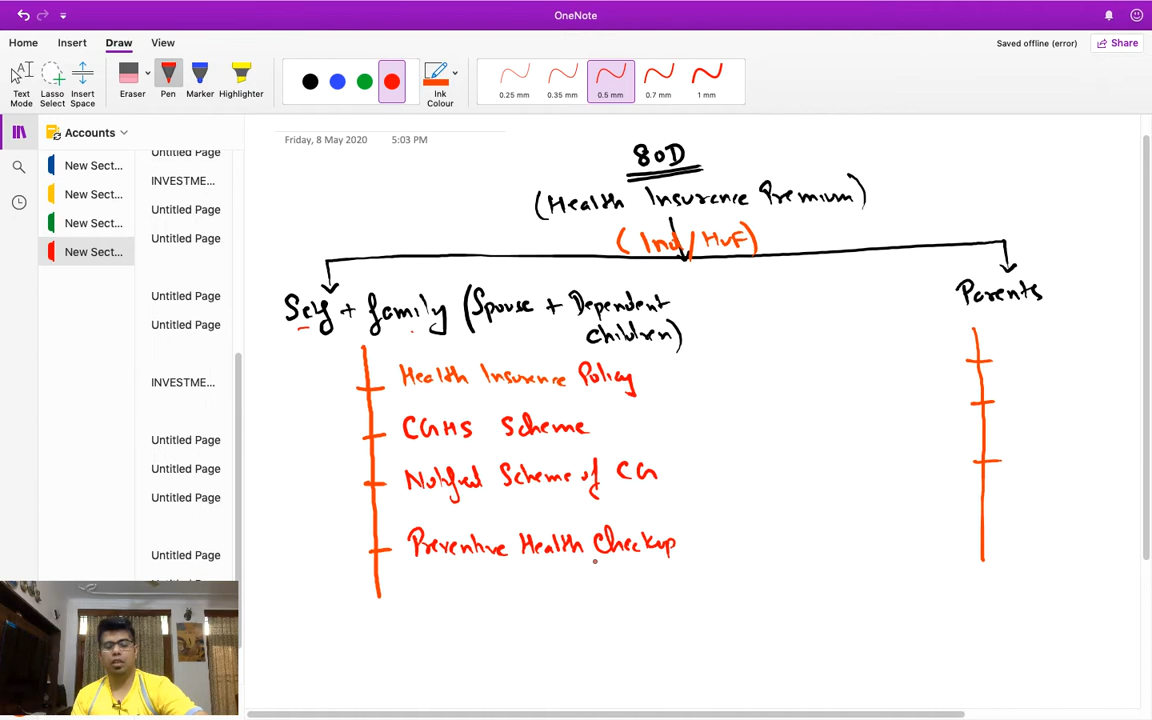 OneNote
Home Insert Draw View
Saved offline (error)
Share
Text Mode
Lasso Select
Insert Space
Eraser
Pen
Marker
Highlighter
Ink Colour
0.25 mm
0.35 mm
0.5 mm
0.7 mm
1 mm
Accounts
New Sect...
New Sect...
New Sect...
New Sect...
Untitled Page
INVESTME...
Untitled Page
Untitled Page
Untitled Page
Untitled Page
INVESTME...
Untitled Page
Untitled Page
Untitled Page
Untitled Page
Friday, 8 May 2020 5:03 PM
80D
(Health Insurance Premium)
(Ind/HUF)
Self + family (Spouse + Dependent
children)
Parents
Health Insurance Policy
CGHS Scheme
Notified Scheme of CG
Preventive Health Checkup